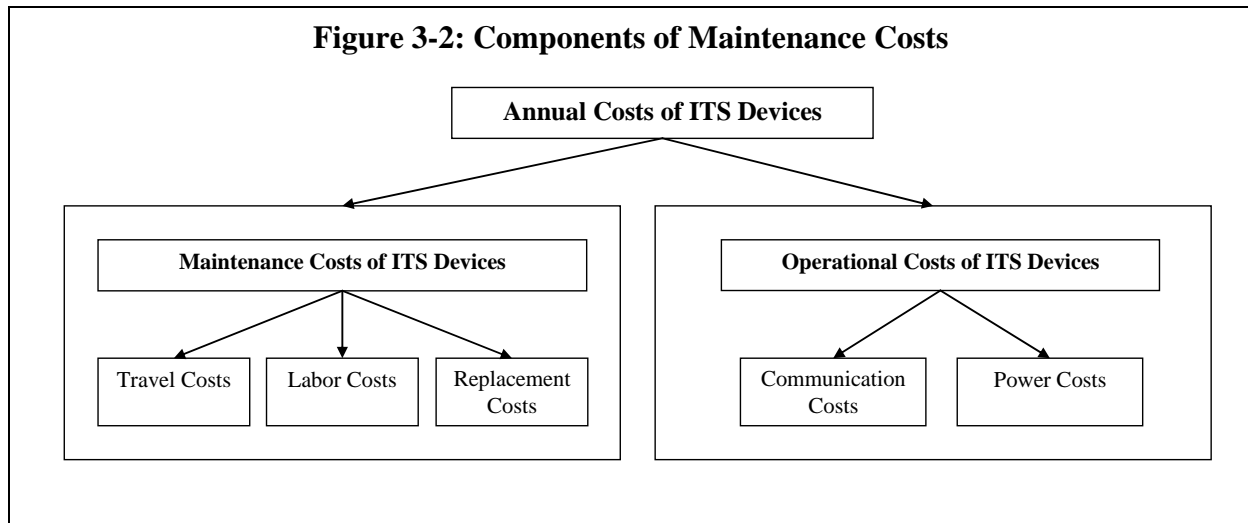 Figure 3-2: Components of Maintenance Costs
Annual Costs of ITS Devices
Maintenance Costs of ITS Devices
Operational Costs of ITS Devices
Travel Costs
Labor Costs
Replacement
Costs
Communication
Costs
Power Costs